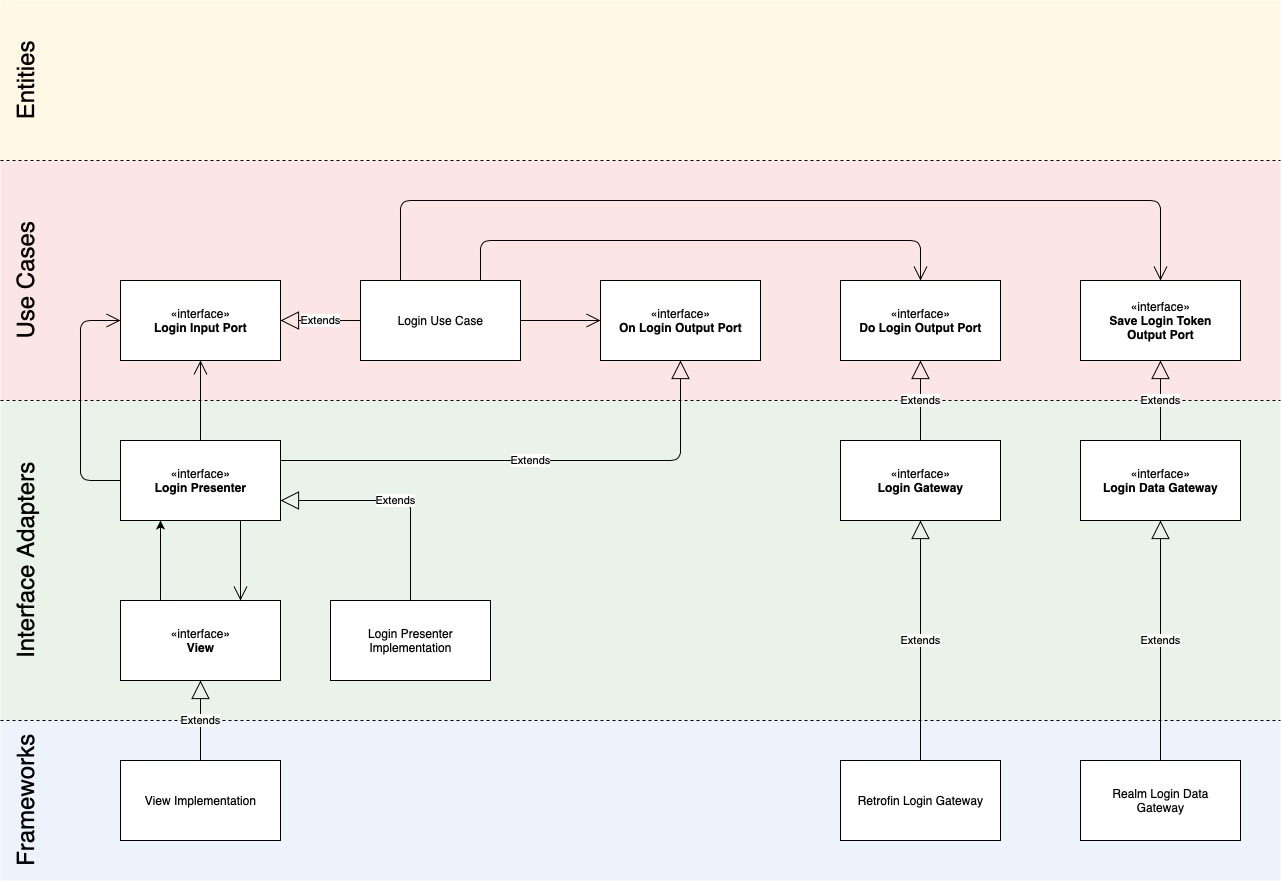 Entities
Use Cases
«interface»
Login Input Port
Extends
Login Use Case
«interface»
On Login Output Port
«interface»
Do Login Output Port
«interface»
Save Login Token
Output Port
Extends
Extends
Interface Adapters
«interface»
Login Presenter
Extends
Extends
«interface»
Login Gateway
«interface»
Login Data Gateway
«interface»
View
Login Presenter
Implementation
Extends
Extends
Extends
Frameworks
View Implementation
Retrofin Login Gateway
Realm Login Data
Gateway